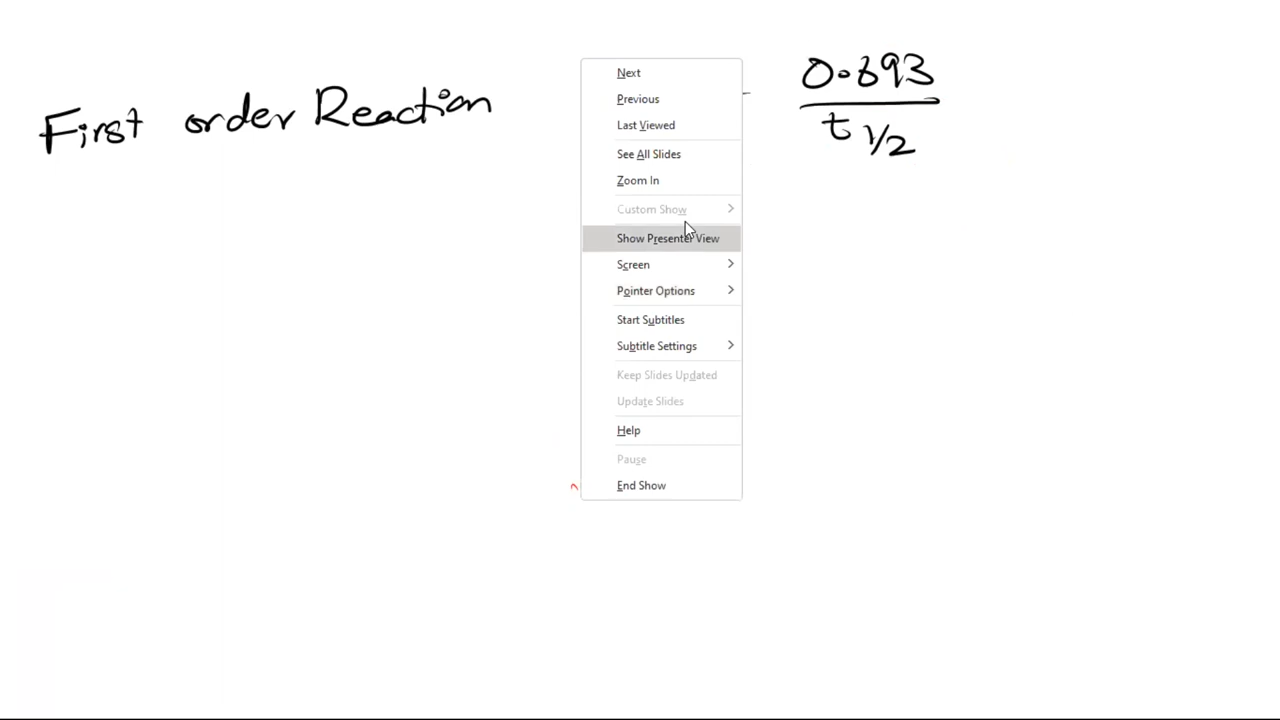 First order Reaction
0.693
t 1/2
Next
Previous
Last Viewed
See All Slides
Zoom In
Custom Show
Show Presenter View
Screen
Pointer Options
Start Subtitles
Subtitle Settings
Keep Slides Updated
Update Slides
Help
Pause
End Show